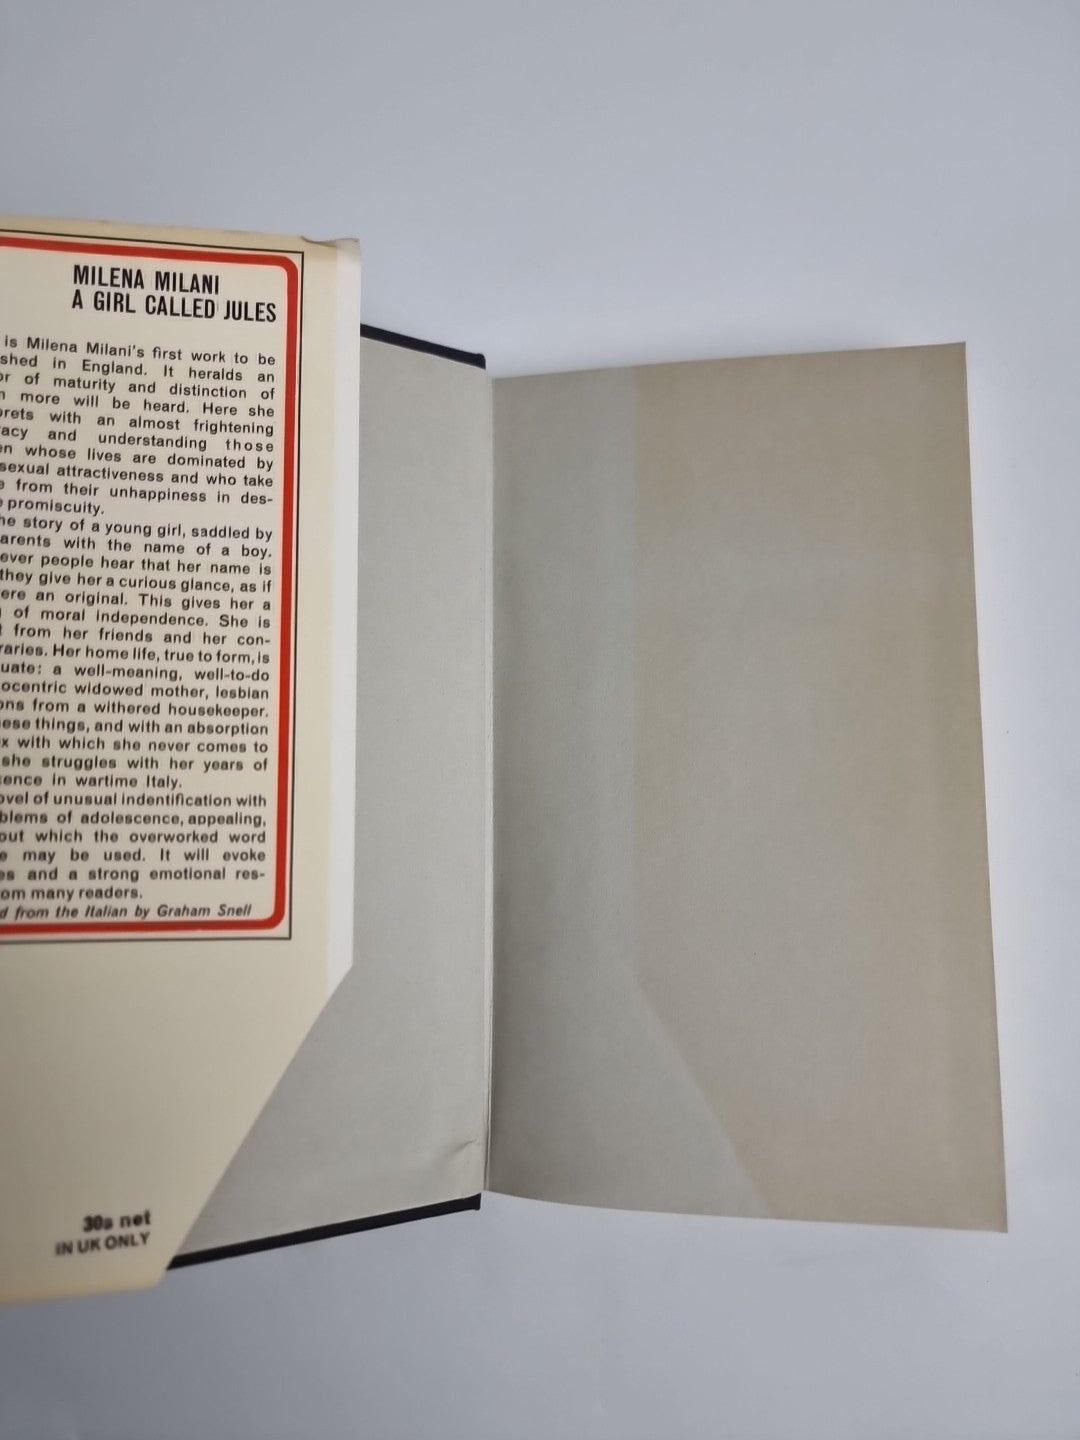 MILENA MILANI
A GIRL CALLED JULES
is Milena Milani's first work to be
shed in England. It heralds an
or of maturity and distinction of
more will be heard. Here she
prets with an almost frightening
acy and understanding those
en whose lives are dominated by
sexual attractiveness and who take
e from their unhappiness in des-
e promiscuity.
he story of a young girl, saddled by
arents with the name of a boy.
ever people hear that her name is
they give her a curious glance, as if
ere an original. This gives her a
of moral independence. She is
t from her friends and her con-
raries. Her home life, true to form, is
uate: a well-meaning, well-to-do
ocentric widowed mother, lesbian
ons from a withered housekeeper.
ese things, and with an absorption
x with which she never comes to
she struggles with her years of
cence in wartime Italy.
ovel of unusual indentification with
blems of adolescence, appealing,
out which the overworked word
e may be used. It will evoke
es and a strong emotional res-
om many readers.
d from the Italian by Graham Snell
30s net
IN UK ONLY